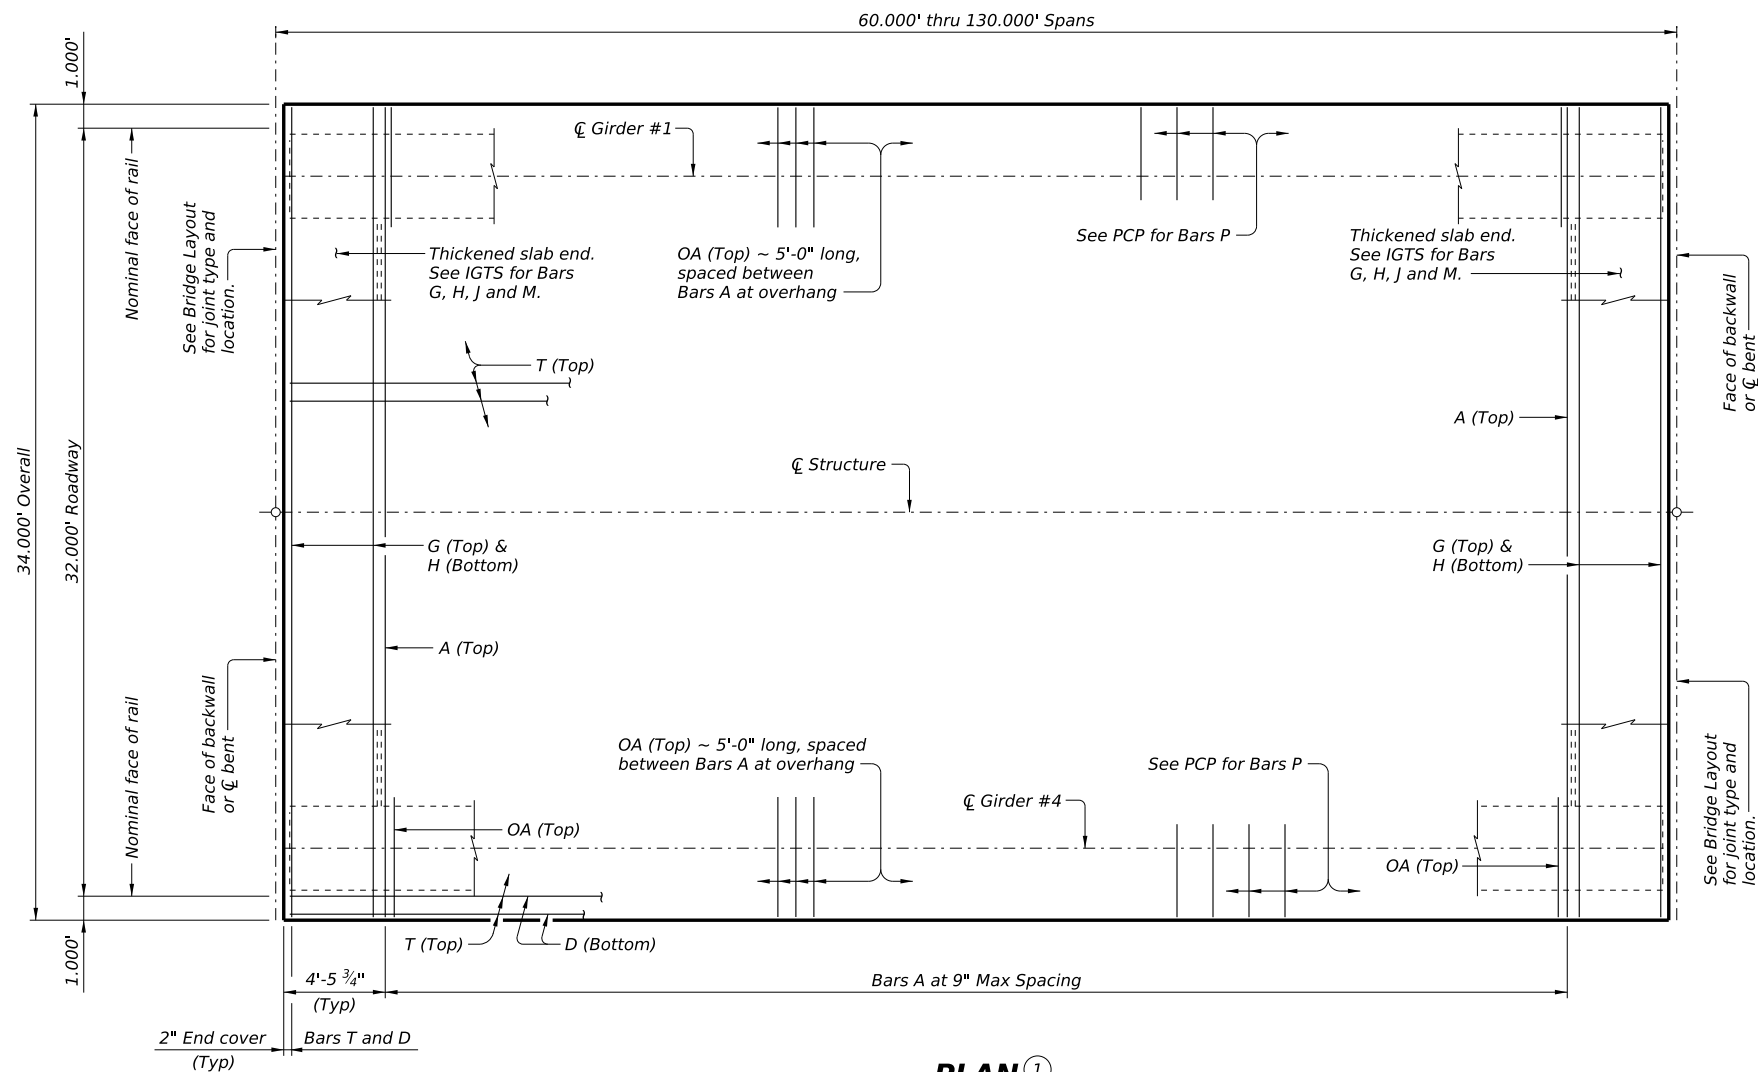 60.000' thru 130.000' Spans
1.000'
34.000' Overall
32.000' Roadway
1.000'
Nominal face of rail
Nominal face of rail
See Bridge Layout
for joint type and
location.
Face of backwall
or ℄ bent
℄ Girder #1
Thickened slab end.
See IGTS for Bars
G, H, J and M.
OA (Top) ~ 5'-0" long,
spaced between
Bars A at overhang
See PCP for Bars P
Thickened slab end.
See IGTS for Bars
G, H, J and M.
Face of backwall
or ℄ bent
T (Top)
A (Top)
℄ Structure
G (Top) &
H (Bottom)
G (Top) &
H (Bottom)
A (Top)
OA (Top) ~ 5'-0" long, spaced
between Bars A at overhang
See PCP for Bars P
℄ Girder #4
OA (Top)
OA (Top)
See Bridge Layout
for joint type and
location.
T (Top)
D (Bottom)
4'-5 ¾"
(Typ)
Bars A at 9" Max Spacing
2" End cover
(Typ)
Bars T and D
PLAN 1